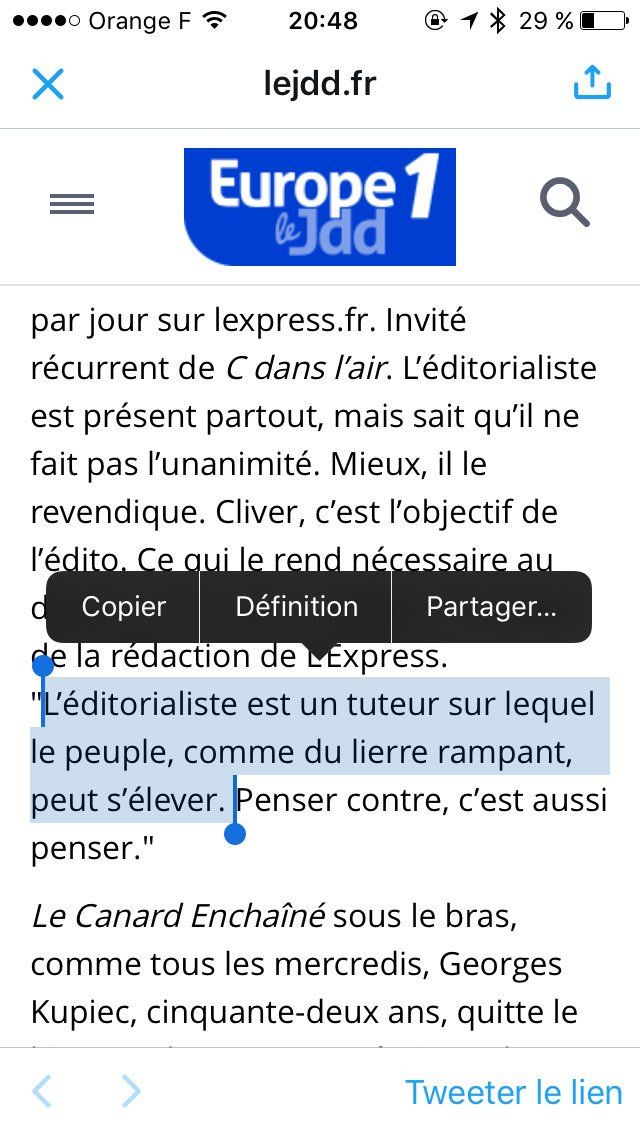 Orange F 20:48 29 %
lejdd.fr
Europe 1
le Jdd
par jour sur lexpress.fr. Invité
récurrent de C dans l’air. L’éditorialiste
est présent partout, mais sait qu’il ne
fait pas l’unanimité. Mieux, il le
revendique. Cliver, c’est l’objectif de
l’édito. Ce qui le rend nécessaire au
Copier Définition Partager...
de la rédaction de L’Express.
"L’éditorialiste est un tuteur sur lequel
le peuple, comme du lierre rampant,
peut s’élever. Penser contre, c’est aussi
penser."
Le Canard Enchaîné sous le bras,
comme tous les mercredis, Georges
Kupiec, cinquante-deux ans, quitte le
Tweeter le lien